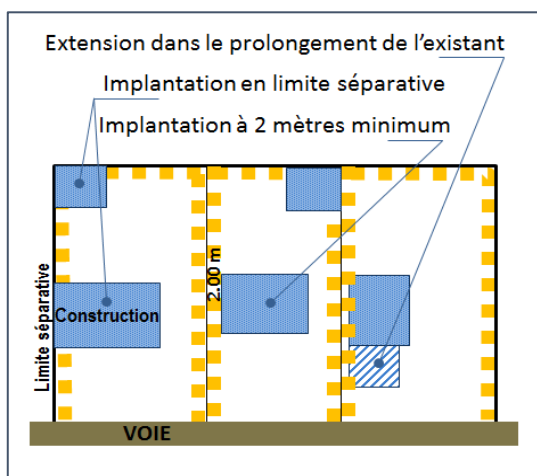 Extension dans le prolongement de l'existant
Implantation en limite séparative
Implantation à 2 mètres minimum
Limite séparative
Construction
2.00 m
VOIE